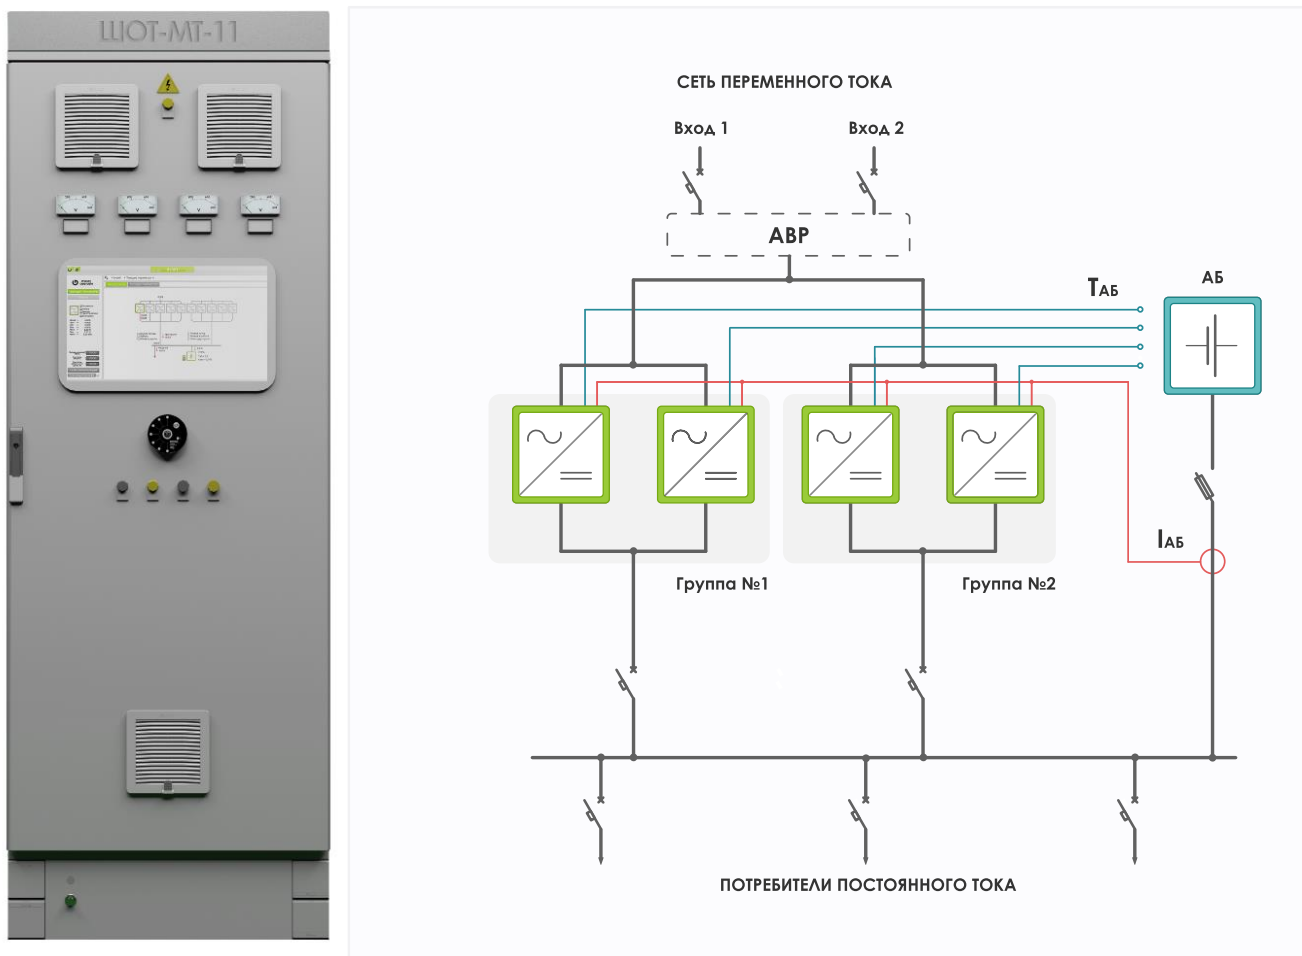 ШОТ-МТ-11
СЕТЬ ПЕРЕМЕННОГО ТОКА
Вход 1
Вход 2
АВР
TАБ
АБ
IАБ
Группа №1
Группа №2
ПОТРЕБИТЕЛИ ПОСТОЯННОГО ТОКА